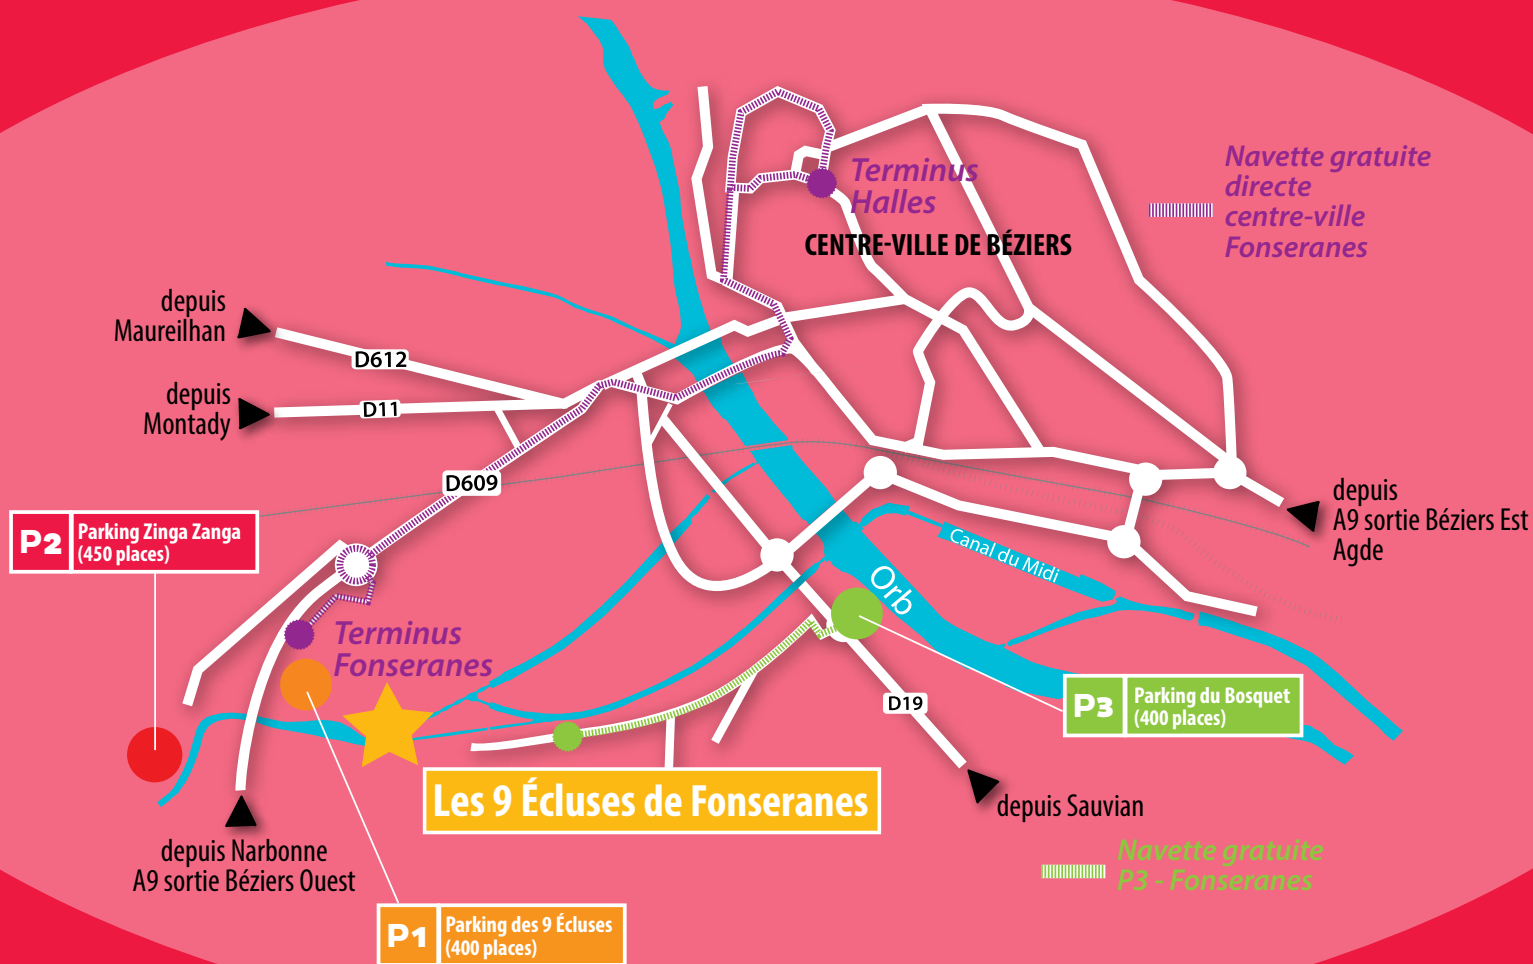 Terminus
Halles
Navette gratuite
directe
centre-ville
Fonseranes
CENTRE-VILLE DE BÉZIERS
depuis
Maureilhan
D612
depuis
Montady
D11
D609
P2
Parking Zinga Zanga
(450 places)
depuis
A9 sortie Béziers Est
Agde
Canal du Midi
Orb
Terminus
Fonseranes
P3
Parking du Bosquet
(400 places)
D19
Les 9 Écluses de Fonseranes
depuis Sauvian
depuis Narbonne
A9 sortie Béziers Ouest
Navette gratuite
P3 - Fonseranes
P1
Parking des 9 Écluses
(400 places)